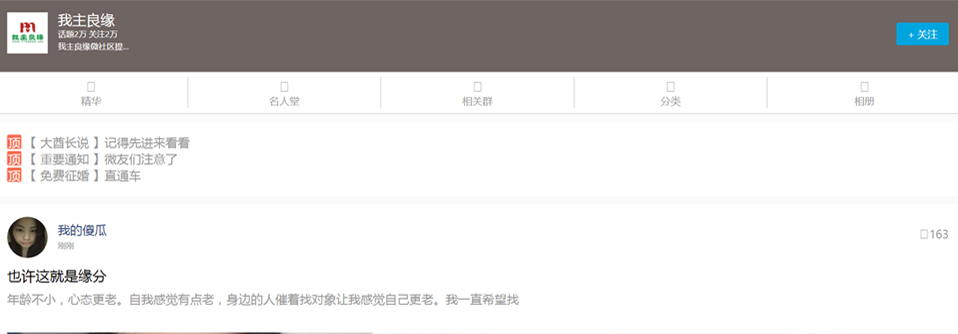 我主良缘
我主良缘
话题2万 关注2万
我主良缘微社区提...
+ 关注
精华
名人堂
相关群
分类
相册
顶【 大酋长说 】记得先进来看看
顶【 重要通知 】微友们注意了
顶【 免费征婚 】直通车
我的傻瓜
刚刚
163
也许这就是缘分
年龄不小，心态更老。自我感觉有点老，身边的人催着找对象让我感觉自己更老。我一直希望找